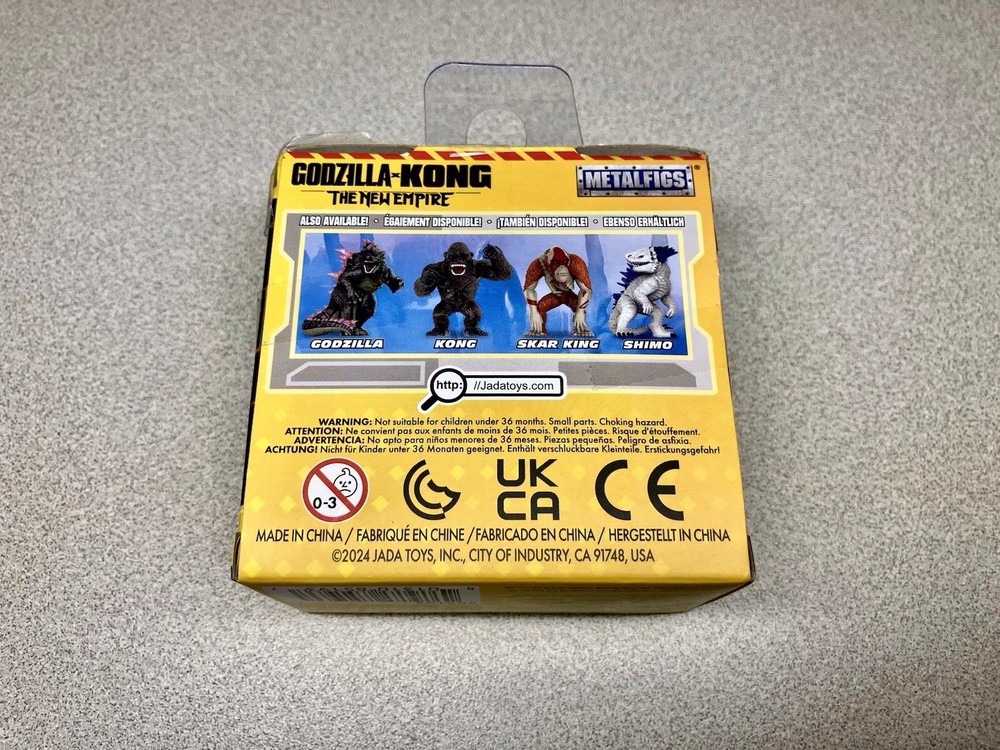 GODZILLA × KONG
THE NEW EMPIRE
METALFIGS®
ALSO AVAILABLE! • ÉGAIEMENT DISPONIBLE! • ¡TAMBIÉN DISPONIBLE! • EBENSO ERHÄLTLICH
GODZILLA KONG SKAR KING SHIMO
http: //Jadatoys.com
WARNING: Not suitable for children under 36 months. Small parts. Choking hazard.
ATTENTION: Ne convient pas aux enfants de moins de 36 mois. Petites pièces. Risque d'étouffement.
ADVERTENCIA: No apto para niños menores de 36 meses. Piezas pequeñas. Peligro de asfixia.
ACHTUNG! Nicht für Kinder unter 36 Monaten geeignet. Enthält verschluckbare Kleinteile. Erstickungsgefahr!
0-3
UK
CA
CE
MADE IN CHINA / FABRIQUÉ EN CHINE /FABRICADO EN CHINA / HERGESTELLT IN CHINA
©2024 JADA TOYS, INC., CITY OF INDUSTRY, CA 91748, USA